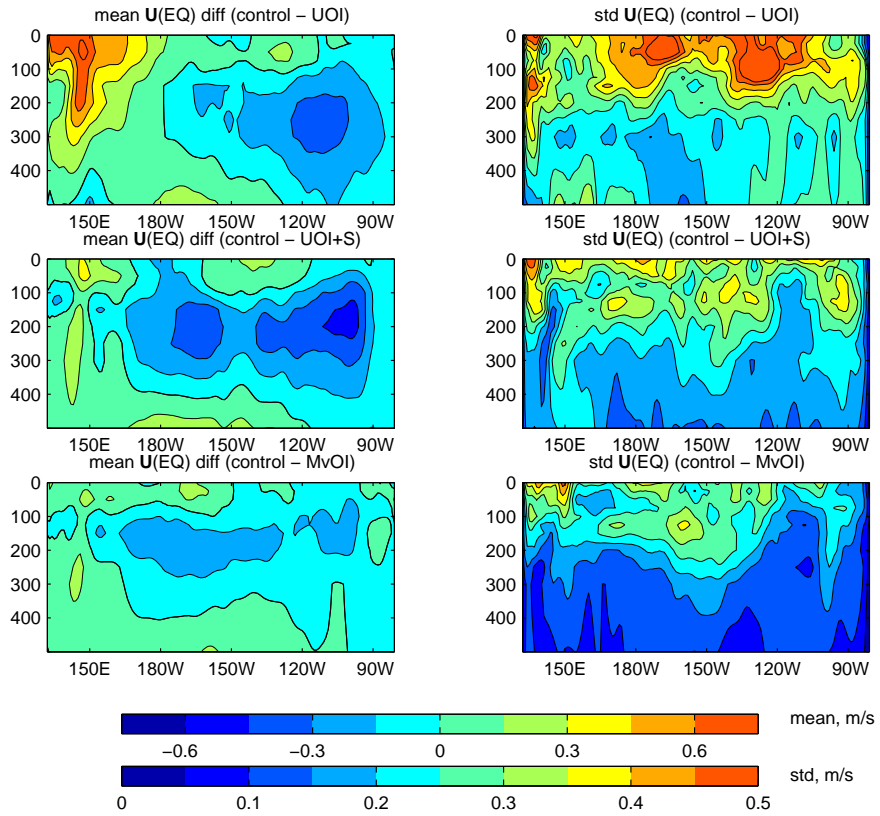 mean U(EQ) diff (control − UOI)
0
100
200
300
400
150E 180W 150W 120W 90W
std U(EQ) (control − UOI)
0
100
200
300
400
150E 180W 150W 120W 90W
mean U(EQ) diff (control − UOI+S)
0
100
200
300
400
150E 180W 150W 120W 90W
std U(EQ) (control − UOI+S)
0
100
200
300
400
150E 180W 150W 120W 90W
mean U(EQ) diff (control − MvOI)
0
100
200
300
400
150E 180W 150W 120W 90W
std U(EQ) (control − MvOI)
0
100
200
300
400
150E 180W 150W 120W 90W
mean, m/s
−0.6 −0.3 0 0.3 0.6
std, m/s
0 0.1 0.2 0.3 0.4 0.5